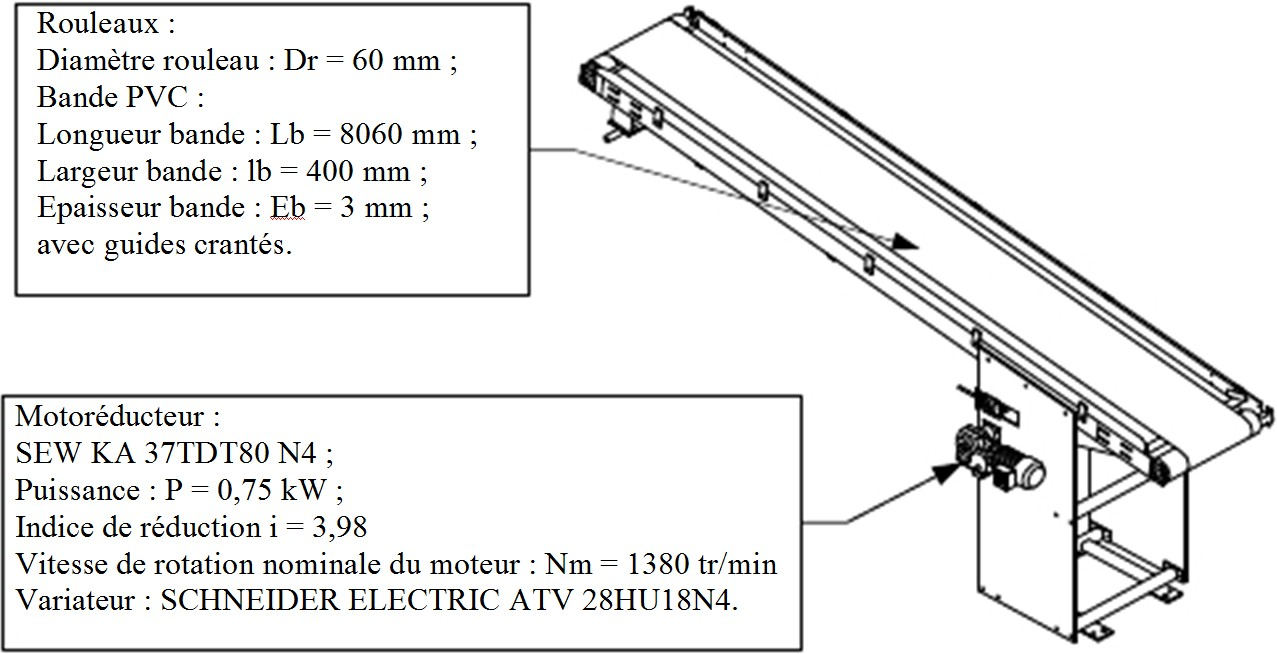 Rouleaux :
Diamètre rouleau : Dr = 60 mm ;
Bande PVC :
Longueur bande : Lb = 8060 mm ;
Largeur bande : lb = 400 mm ;
Epaisseur bande : Eb = 3 mm ;
avec guides crantés.
Motoréducteur :
SEW KA 37TDT80 N4 ;
Puissance : P = 0,75 kW ;
Indice de réduction i = 3,98
Vitesse de rotation nominale du moteur : Nm = 1380 tr/min
Variateur : SCHNEIDER ELECTRIC ATV 28HU18N4.